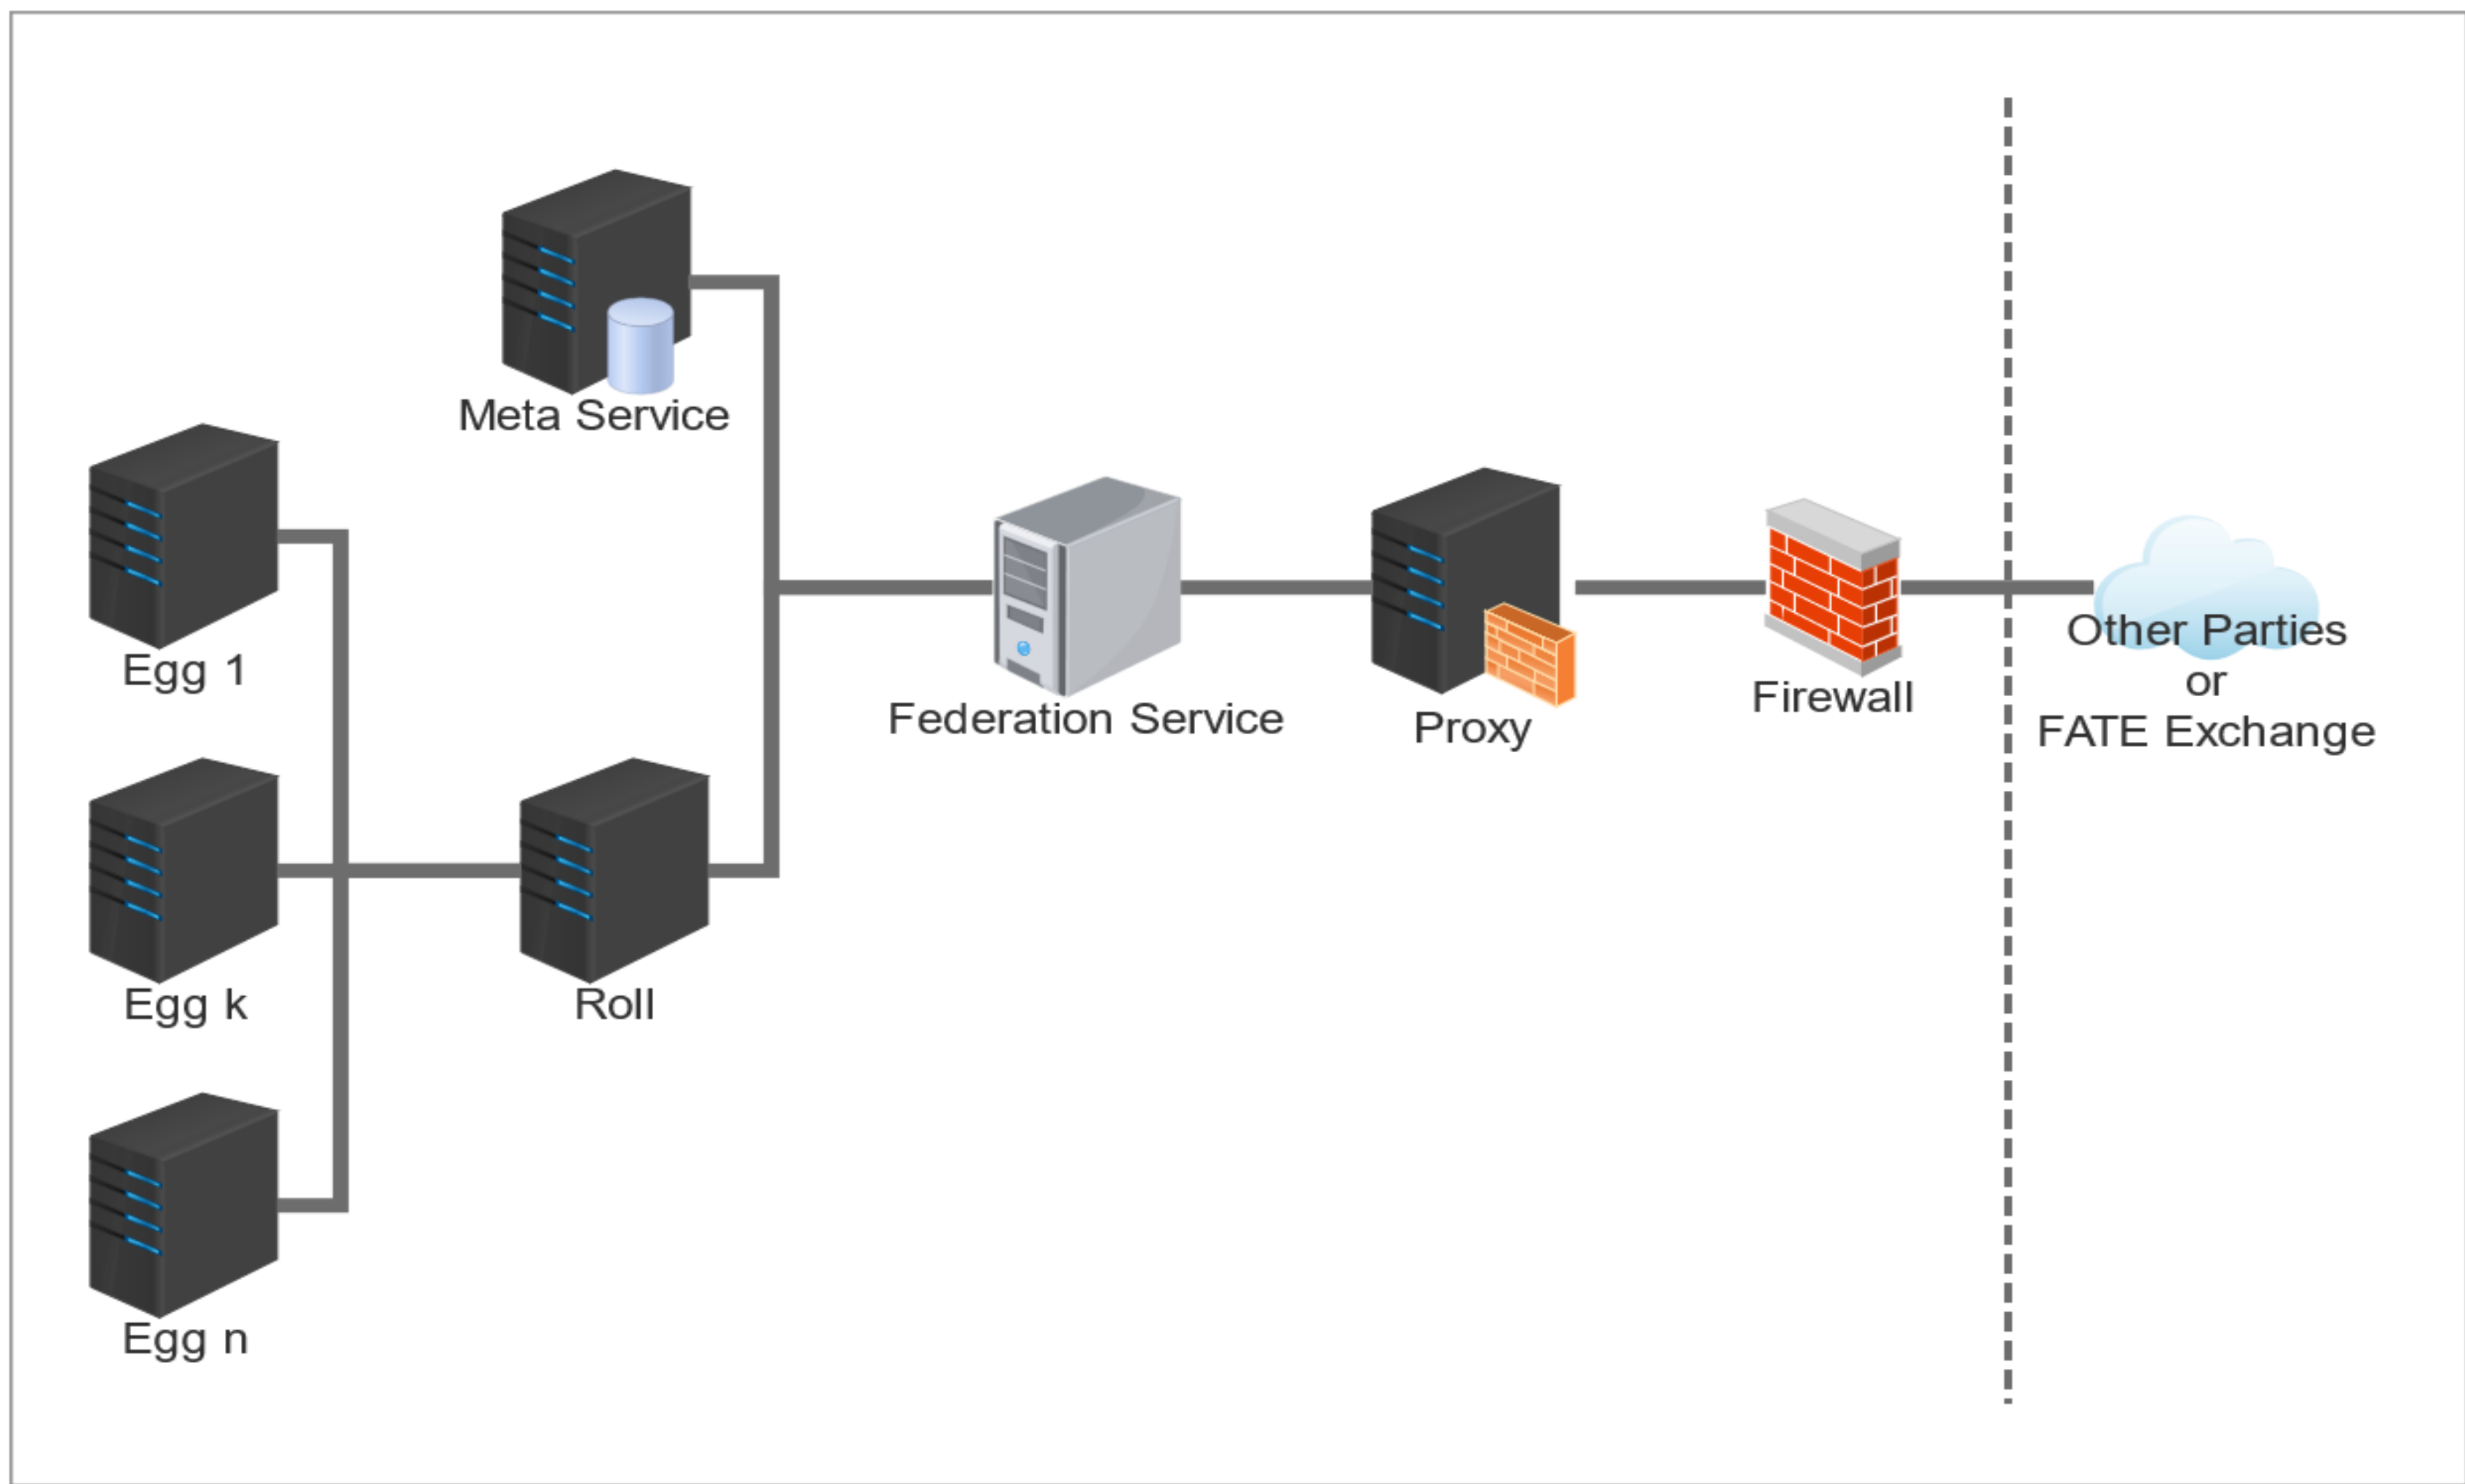 Meta Service
Egg 1
Federation Service
Proxy
Firewall
Other Parties
or
FATE Exchange
Egg k
Roll
Egg n